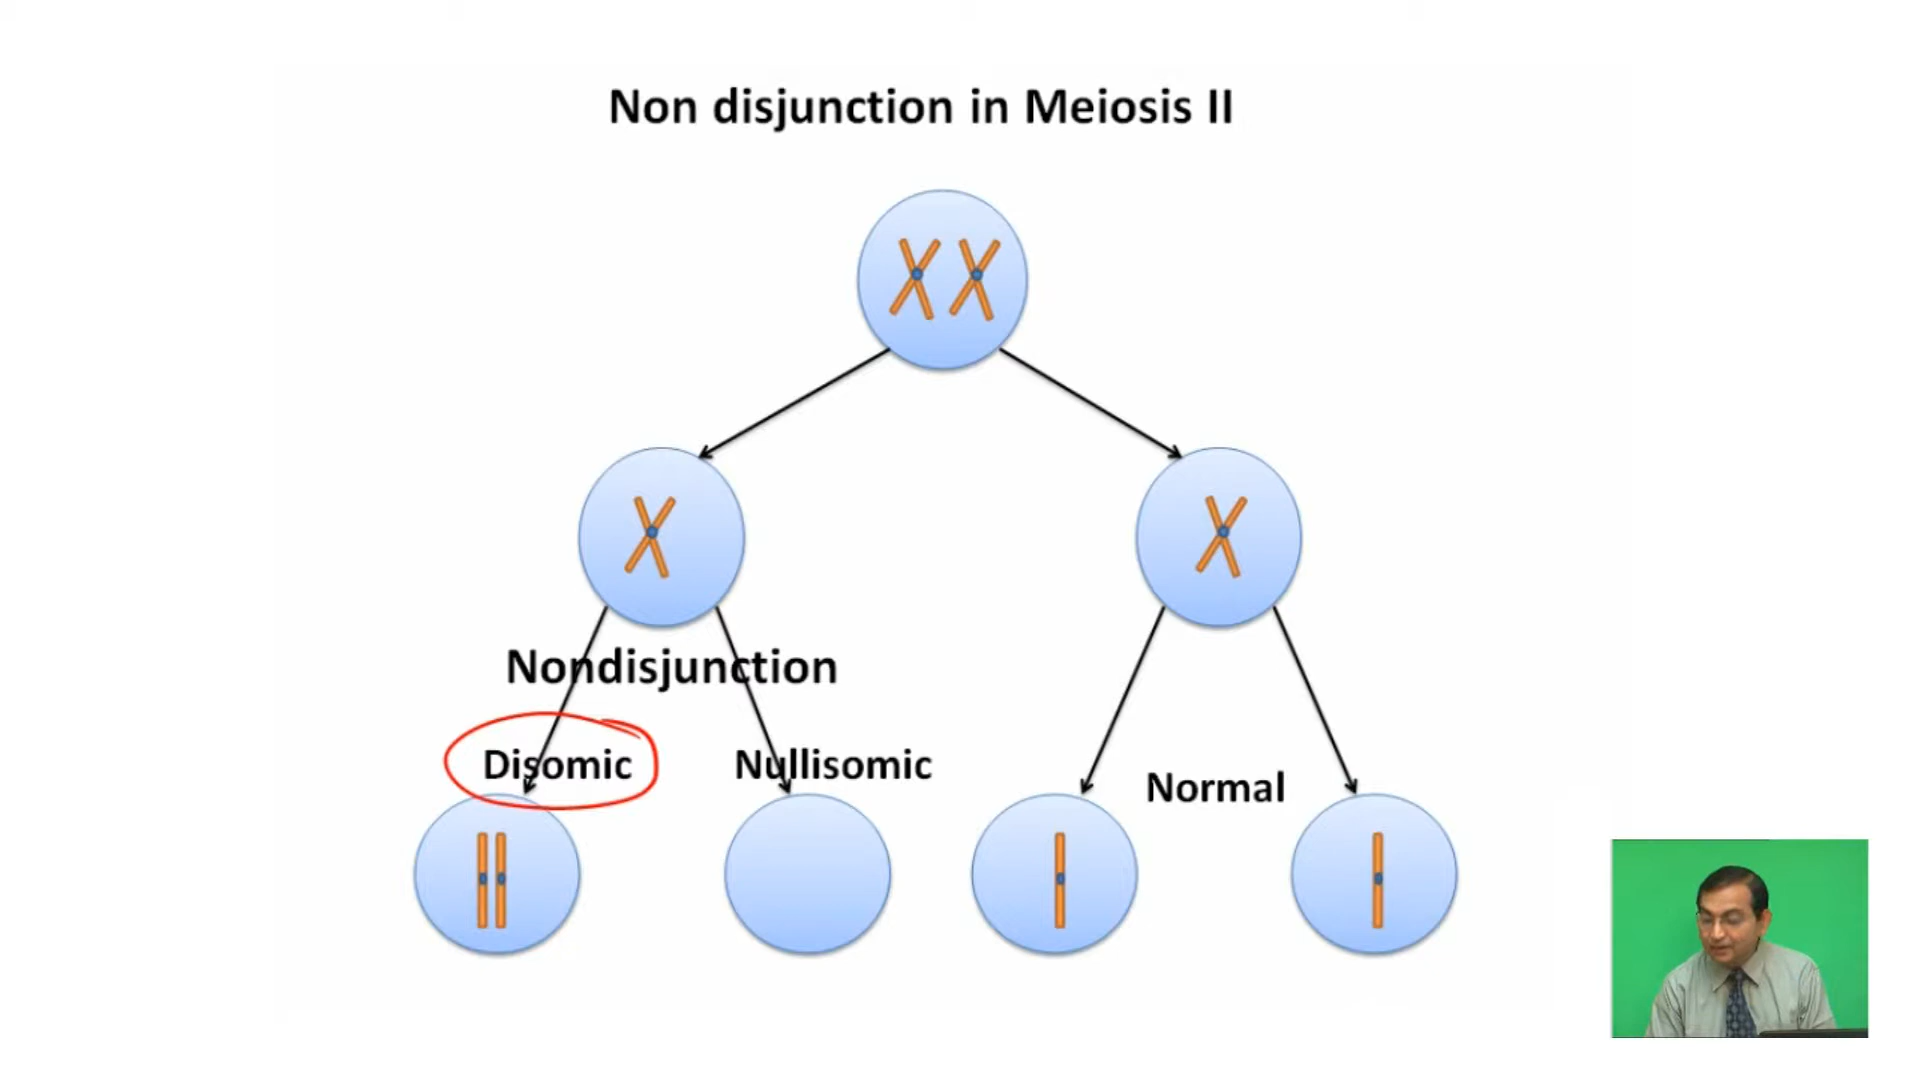 Non disjunction in Meiosis II
Nondisjunction
Disomic
Nullisomic
Normal